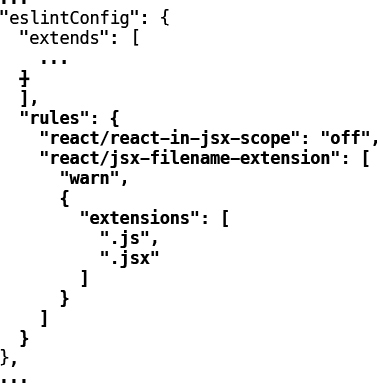 ...
"eslintConfig": {
  "extends": [
    ...
  ]
  ],
  "rules": {
    "react/react-in-jsx-scope": "off",
    "react/jsx-filename-extension": [
      "warn",
      {
        "extensions": [
          ".js",
          ".jsx"
        ]
      }
    ]
  }
},
...